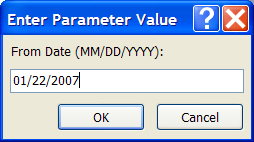 Enter Parameter Value ?
From Date (MM/DD/YYYY):
01/22/2007
OK Cancel